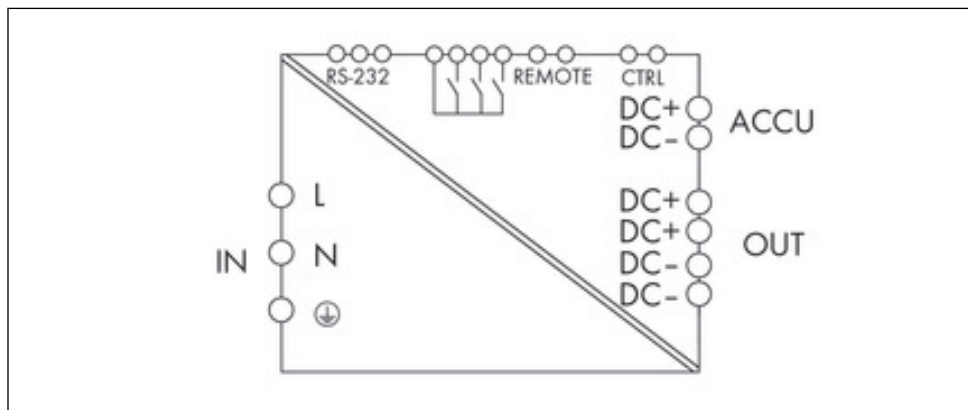 RS-232
REMOTE
CTRL
DC+
DC−
ACCU
L
N
IN
DC+
DC+
DC−
DC−
OUT